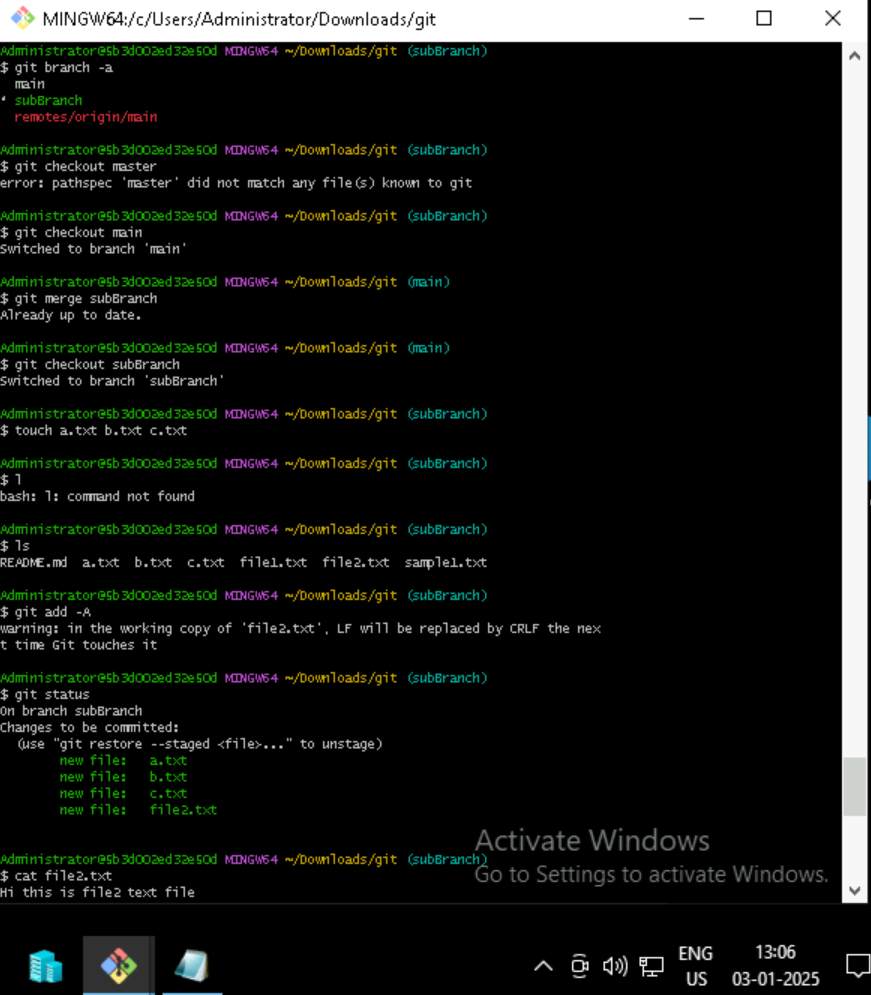 MINGW64:/c/Users/Administrator/Downloads/git
Administrator@5b3d002ed32e50d MINGW64 ~/Downloads/git (subBranch)
$ git branch -a
  main
* subBranch
  remotes/origin/main
Administrator@5b3d002ed32e50d MINGW64 ~/Downloads/git (subBranch)
$ git checkout master
error: pathspec 'master' did not match any file(s) known to git
Administrator@5b3d002ed32e50d MINGW64 ~/Downloads/git (subBranch)
$ git checkout main
Switched to branch 'main'
Administrator@5b3d002ed32e50d MINGW64 ~/Downloads/git (main)
$ git merge subBranch
Already up to date.
Administrator@5b3d002ed32e50d MINGW64 ~/Downloads/git (main)
$ git checkout subBranch
Switched to branch 'subBranch'
Administrator@5b3d002ed32e50d MINGW64 ~/Downloads/git (subBranch)
$ touch a.txt b.txt c.txt
Administrator@5b3d002ed32e50d MINGW64 ~/Downloads/git (subBranch)
$ l
bash: l: command not found
Administrator@5b3d002ed32e50d MINGW64 ~/Downloads/git (subBranch)
$ ls
README.md  a.txt  b.txt  c.txt  file1.txt  file2.txt  sample1.txt
Administrator@5b3d002ed32e50d MINGW64 ~/Downloads/git (subBranch)
$ git add -A
warning: in the working copy of 'file2.txt', LF will be replaced by CRLF the nex
t time Git touches it
Administrator@5b3d002ed32e50d MINGW64 ~/Downloads/git (subBranch)
$ git status
On branch subBranch
Changes to be committed:
  (use "git restore --staged <file>..." to unstage)
        new file:   a.txt
        new file:   b.txt
        new file:   c.txt
        new file:   file2.txt
Administrator@5b3d002ed32e50d MINGW64 ~/Downloads/git (subBranch)
$ cat file2.txt
Hi this is file2 text file
Activate Windows
Go to Settings to activate Windows.
ENG
US
13:06
03-01-2025